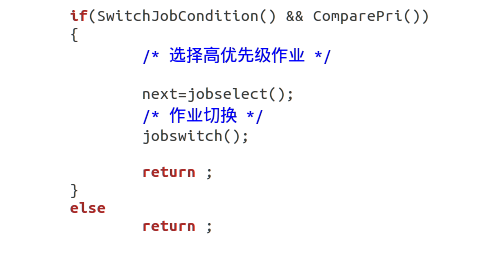 if(SwitchJobCondition() && ComparePri())
{
/* 选择高优先级作业 */
next=jobselect();
/* 作业切换 */
jobswitch();
return ;
}
else
return ;